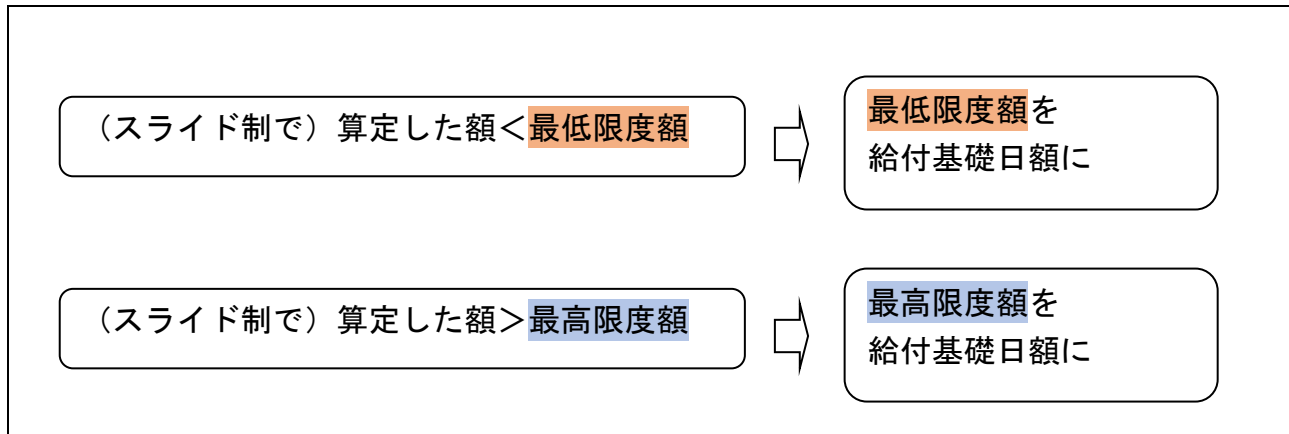 （スライド制で）算定した額＜最低限度額
最低限度額を
給付基礎日額に
（スライド制で）算定した額＞最高限度額
最高限度額を
給付基礎日額に